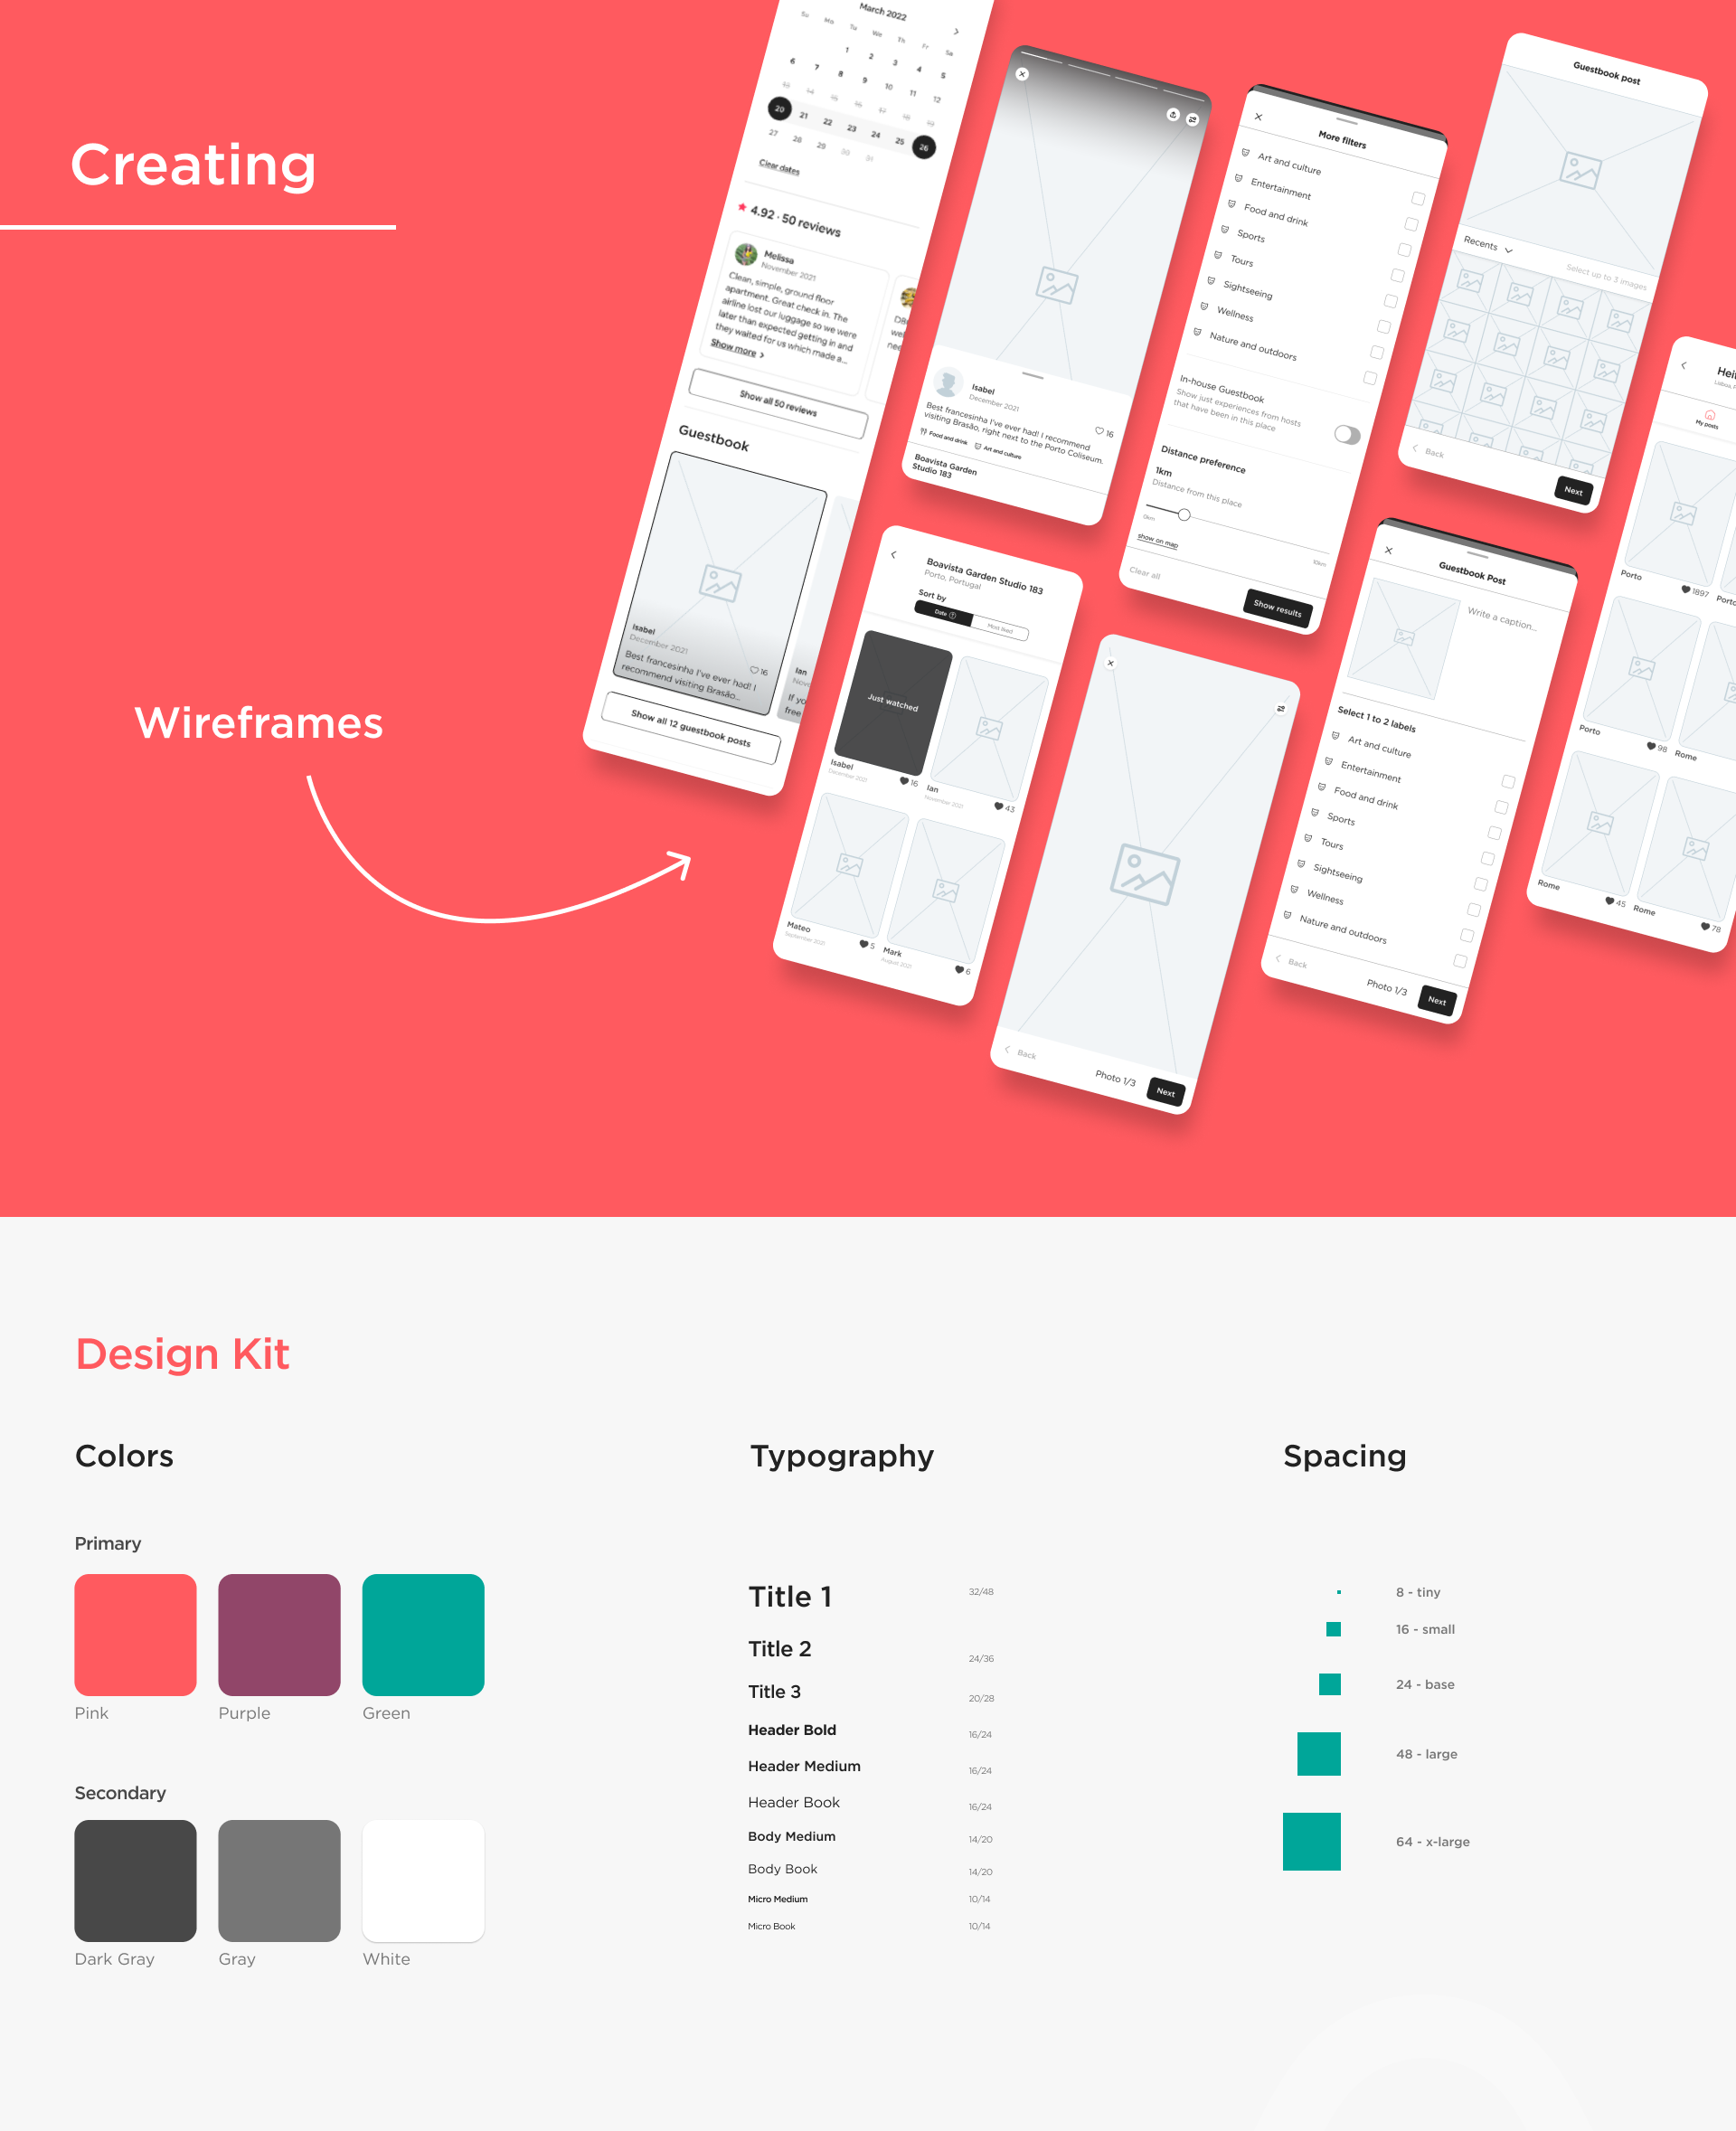 Creating
Wireframes
March 2022
Su Mo Tu We Th Fr Sa
1 2 3 4 5
6 7 8 9 10 11 12
13 14 15 16 17 18 19
20 21 22 23 24 25 26
27 28 29 30 31
Clear dates
4.92 · 50 reviews
Melissa
November 2021
Clean, simple, ground floor
apartment. Great check in. The
airline lost our luggage so we were
later than expected getting in and
they waited for us which made a...
Show more
Show all 50 reviews
Guestbook
Isabel
December 2021
16
Best francesinha I've ever had! I
recommend visiting Brasão...
Ian
If yo
free
Show all 12 guestbook posts
Isabel
December 2021
16
Best francesinha I've ever had! I recommend
visiting Brasão, right next to the Porto Coliseum.
Food and drink Art and culture
Boavista Garden
Studio 183
Boavista Garden Studio 183
Porto, Portugal
Sort by
Date
Most liked
Just watched
Isabel
December 2021
16
Ian
November 2021
43
Mateo
September 2021
5
Mark
August 2021
6
More filters
Art and culture
Entertainment
Food and drink
Sports
Tours
Sightseeing
Wellness
Nature and outdoors
In-house Guestbook
Show just experiences from hosts
that have been in this place
Distance preference
1km
Distance from this place
0km
10km
show on map
Clear all
Show results
Back
Photo 1/3
Next
Guestbook post
Recents
Select up to 3 images
Back
Next
Guestbook Post
Write a caption...
Select 1 to 2 labels
Art and culture
Entertainment
Food and drink
Sports
Tours
Sightseeing
Wellness
Nature and outdoors
Back
Photo 1/3
Next
My posts
Porto
1897
Porto
98
Rome
Rome
45
Rome
78
Design Kit
Colors
Primary
Pink
Purple
Green
Secondary
Dark Gray
Gray
White
Typography
Title 1 32/48
Title 2 24/36
Title 3 20/28
Header Bold 16/24
Header Medium 16/24
Header Book 16/24
Body Medium 14/20
Body Book 14/20
Micro Medium 10/14
Micro Book 10/14
Spacing
8 - tiny
16 - small
24 - base
48 - large
64 - x-large